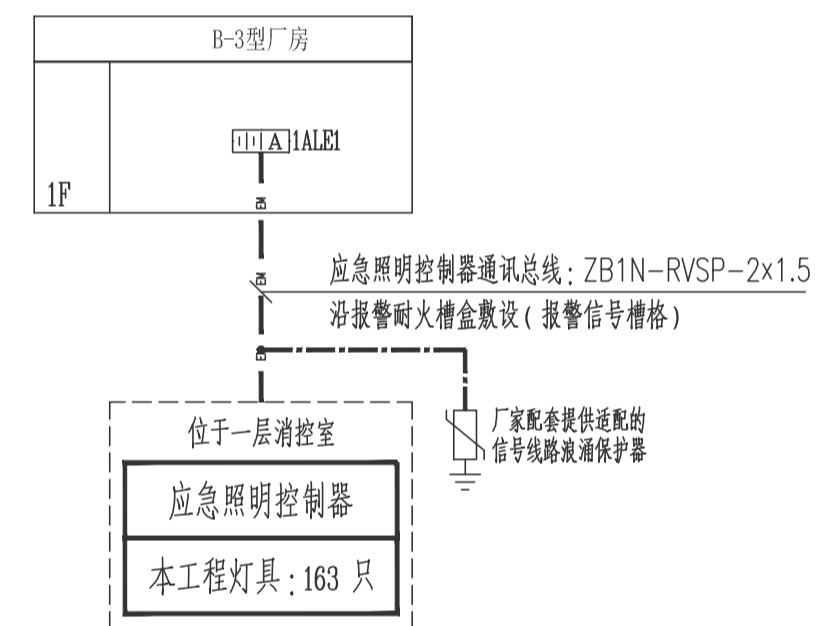 B-3型厂房
A 1ALE1
1F
EN
EN
应急照明控制器通讯总线: ZB1N-RVSP-2x1.5
沿报警耐火槽盒敷设(报警信号槽格)
厂家配套提供适配的
信号线路浪涌保护器
位于一层消控室
应急照明控制器
本工程灯具:163 只